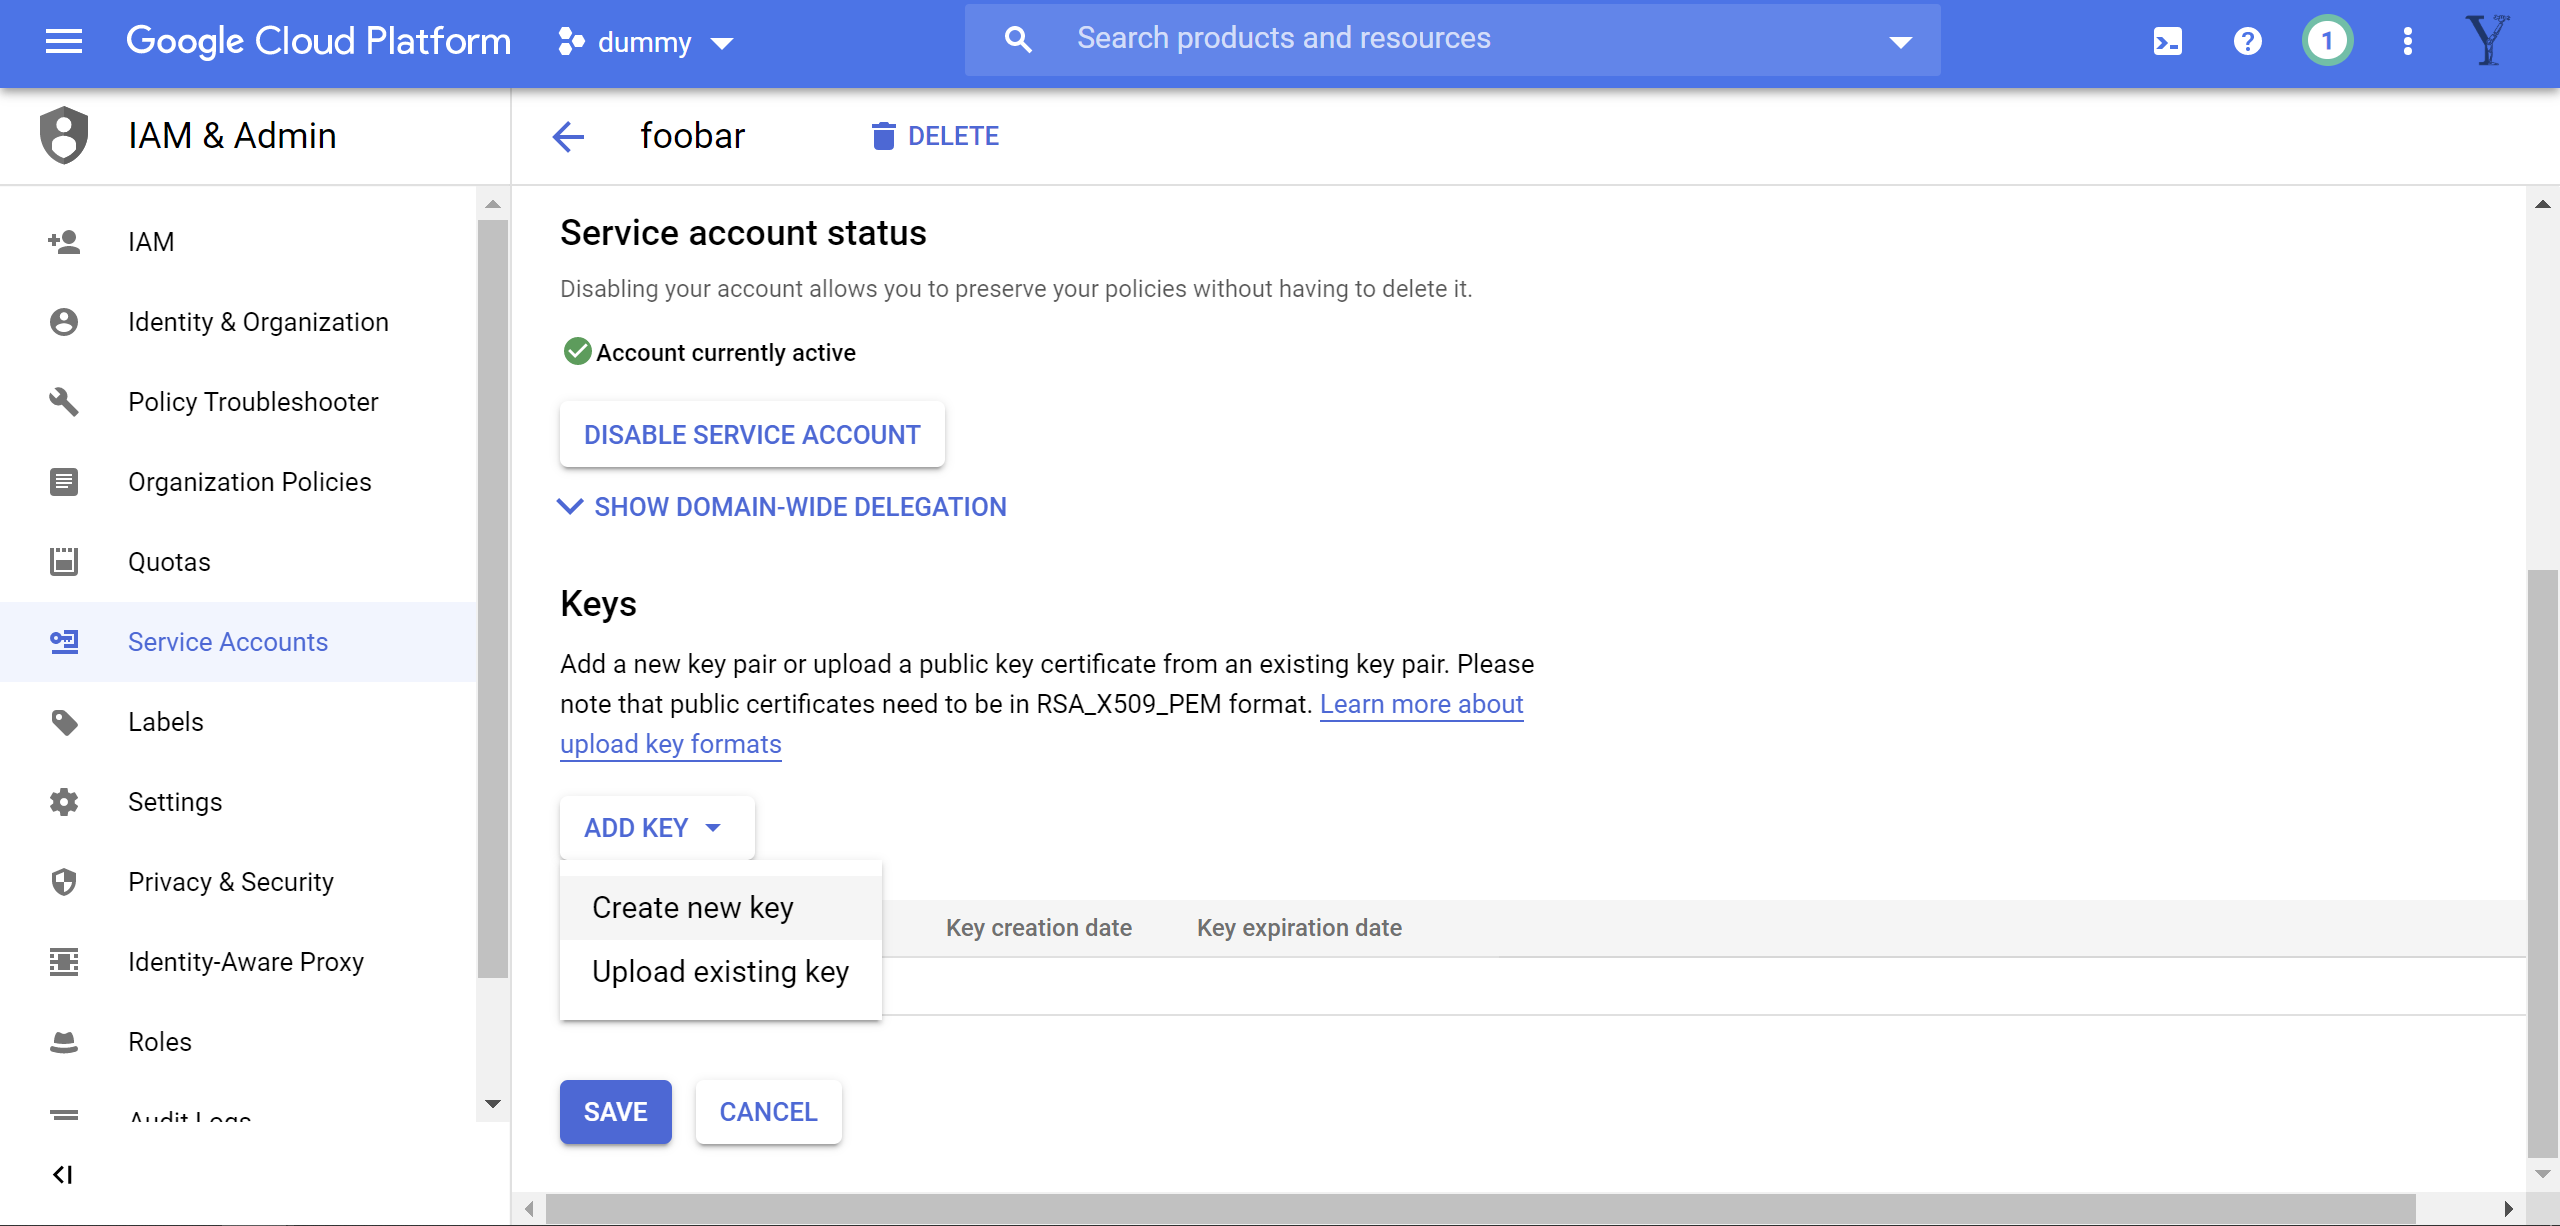 Google Cloud Platform
dummy
Search products and resources
1
Y
IAM & Admin
foobar
DELETE
IAM
Identity & Organization
Policy Troubleshooter
Organization Policies
Quotas
Service Accounts
Labels
Settings
Privacy & Security
Identity-Aware Proxy
Roles
Audit Logs
Service account status
Disabling your account allows you to preserve your policies without having to delete it.
Account currently active
DISABLE SERVICE ACCOUNT
SHOW DOMAIN-WIDE DELEGATION
Keys
Add a new key pair or upload a public key certificate from an existing key pair. Please
note that public certificates need to be in RSA_X509_PEM format. Learn more about
upload key formats
ADD KEY
Create new key
Upload existing key
Key creation date
Key expiration date
SAVE
CANCEL